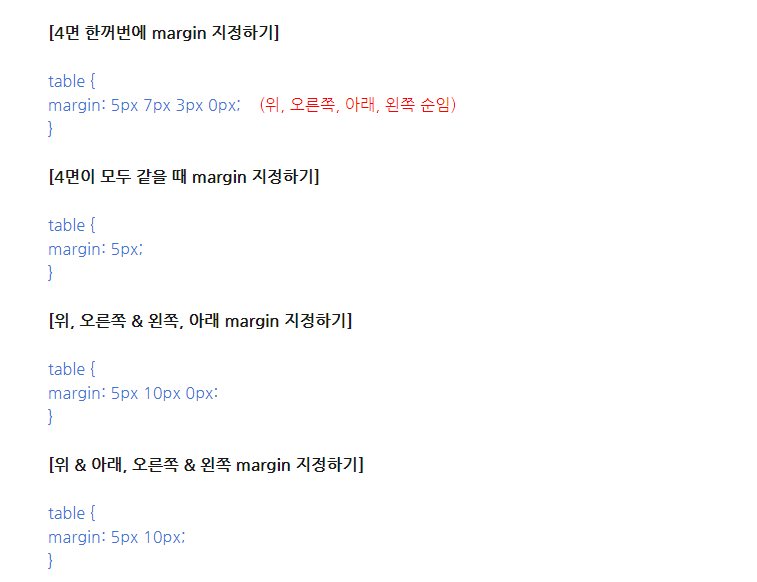 [4면 한꺼번에 margin 지정하기]
table {
margin: 5px 7px 3px 0px; (위, 오른쪽, 아래, 왼쪽 순임)
}
[4면이 모두 같을 때 margin 지정하기]
table {
margin: 5px;
}
[위, 오른쪽 & 왼쪽, 아래 margin 지정하기]
table {
margin: 5px 10px 0px:
}
[위 & 아래, 오른쪽 & 왼쪽 margin 지정하기]
table {
margin: 5px 10px;
}